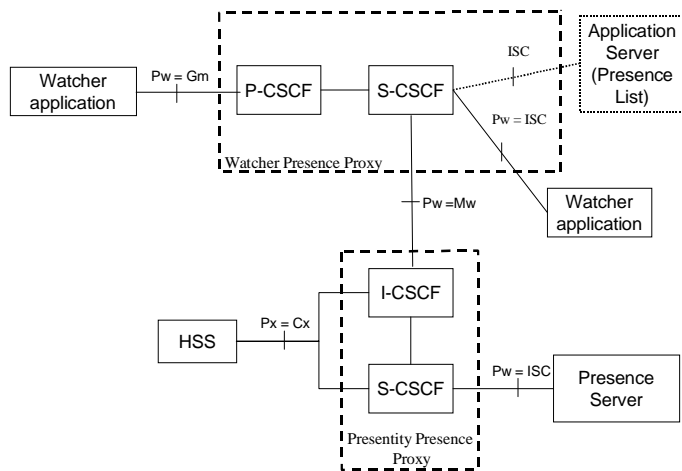 Watcher
application
Pw = Gm
P-CSCF
S-CSCF
ISC
Application
Server
(Presence
List)
Pw = ISC
Watcher Presence Proxy
Watcher
application
Pw =Mw
I-CSCF
HSS
Px = Cx
S-CSCF
Pw = ISC
Presence
Server
Presentity Presence
Proxy